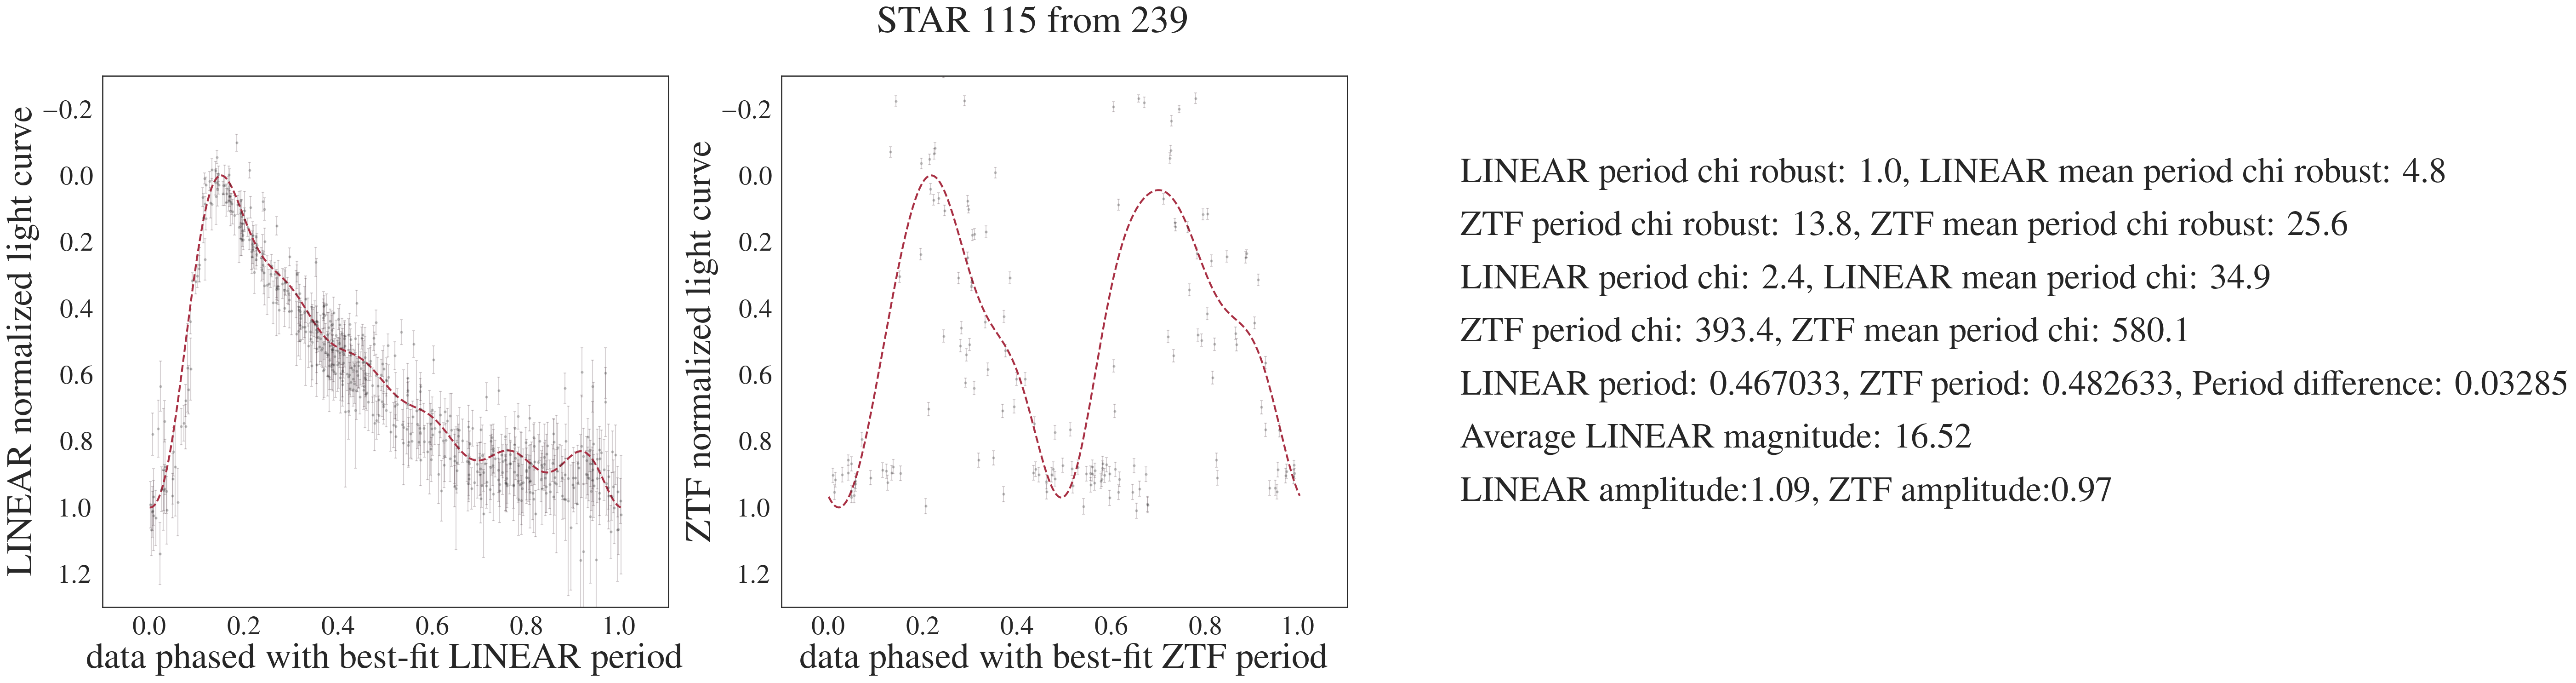 STAR 115 from 239
LINEAR normalized light curve
−0.2
0.0
0.2
0.4
0.6
0.8
1.0
1.2
0.0 0.2 0.4 0.6 0.8 1.0
data phased with best-fit LINEAR period
ZTF normalized light curve
−0.2
0.0
0.2
0.4
0.6
0.8
1.0
1.2
0.0 0.2 0.4 0.6 0.8 1.0
data phased with best-fit ZTF period
LINEAR period chi robust: 1.0, LINEAR mean period chi robust: 4.8
ZTF period chi robust: 13.8, ZTF mean period chi robust: 25.6
LINEAR period chi: 2.4, LINEAR mean period chi: 34.9
ZTF period chi: 393.4, ZTF mean period chi: 580.1
LINEAR period: 0.467033, ZTF period: 0.482633, Period difference: 0.03285
Average LINEAR magnitude: 16.52
LINEAR amplitude:1.09, ZTF amplitude:0.97